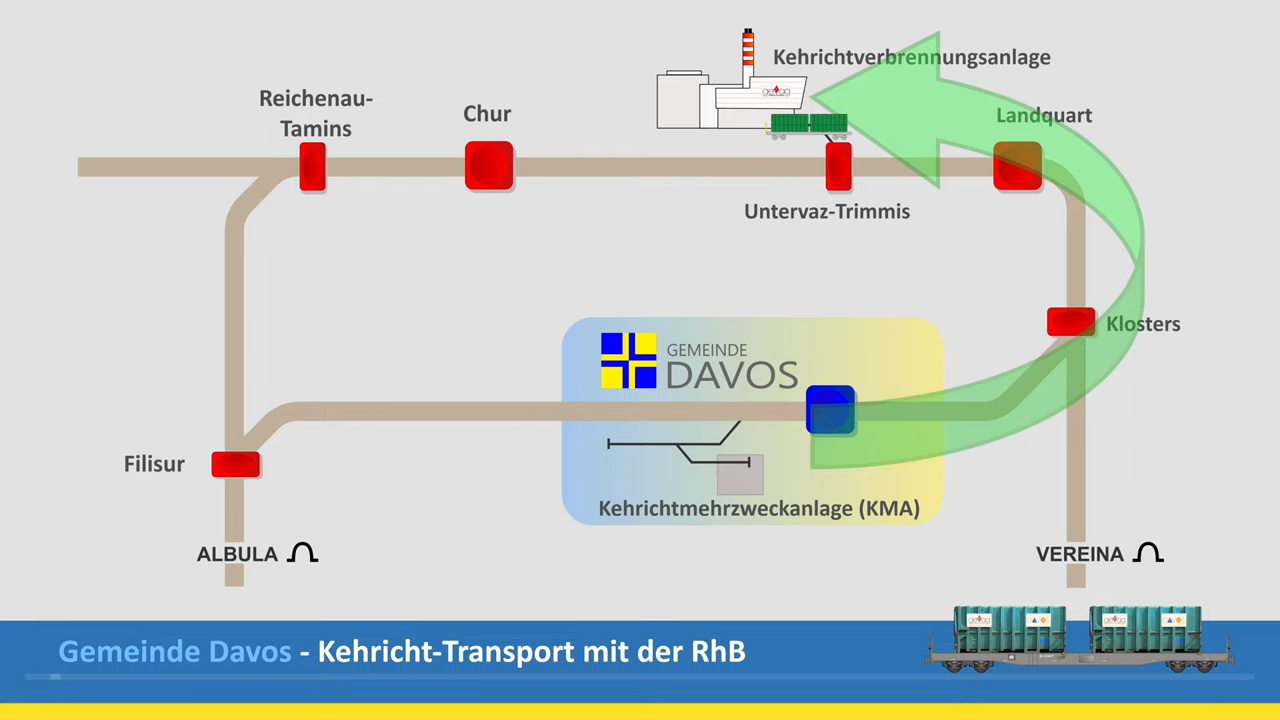 Kehrichtverbrennungsanlage
Reichenau-
Tamins
Chur
Landquart
Untervaz-Trimmis
Klosters
GEMEINDE
DAVOS
Filisur
Kehrichtmehrzweckanlage (KMA)
ALBULA
VEREINA
Gemeinde Davos - Kehricht-Transport mit der RhB